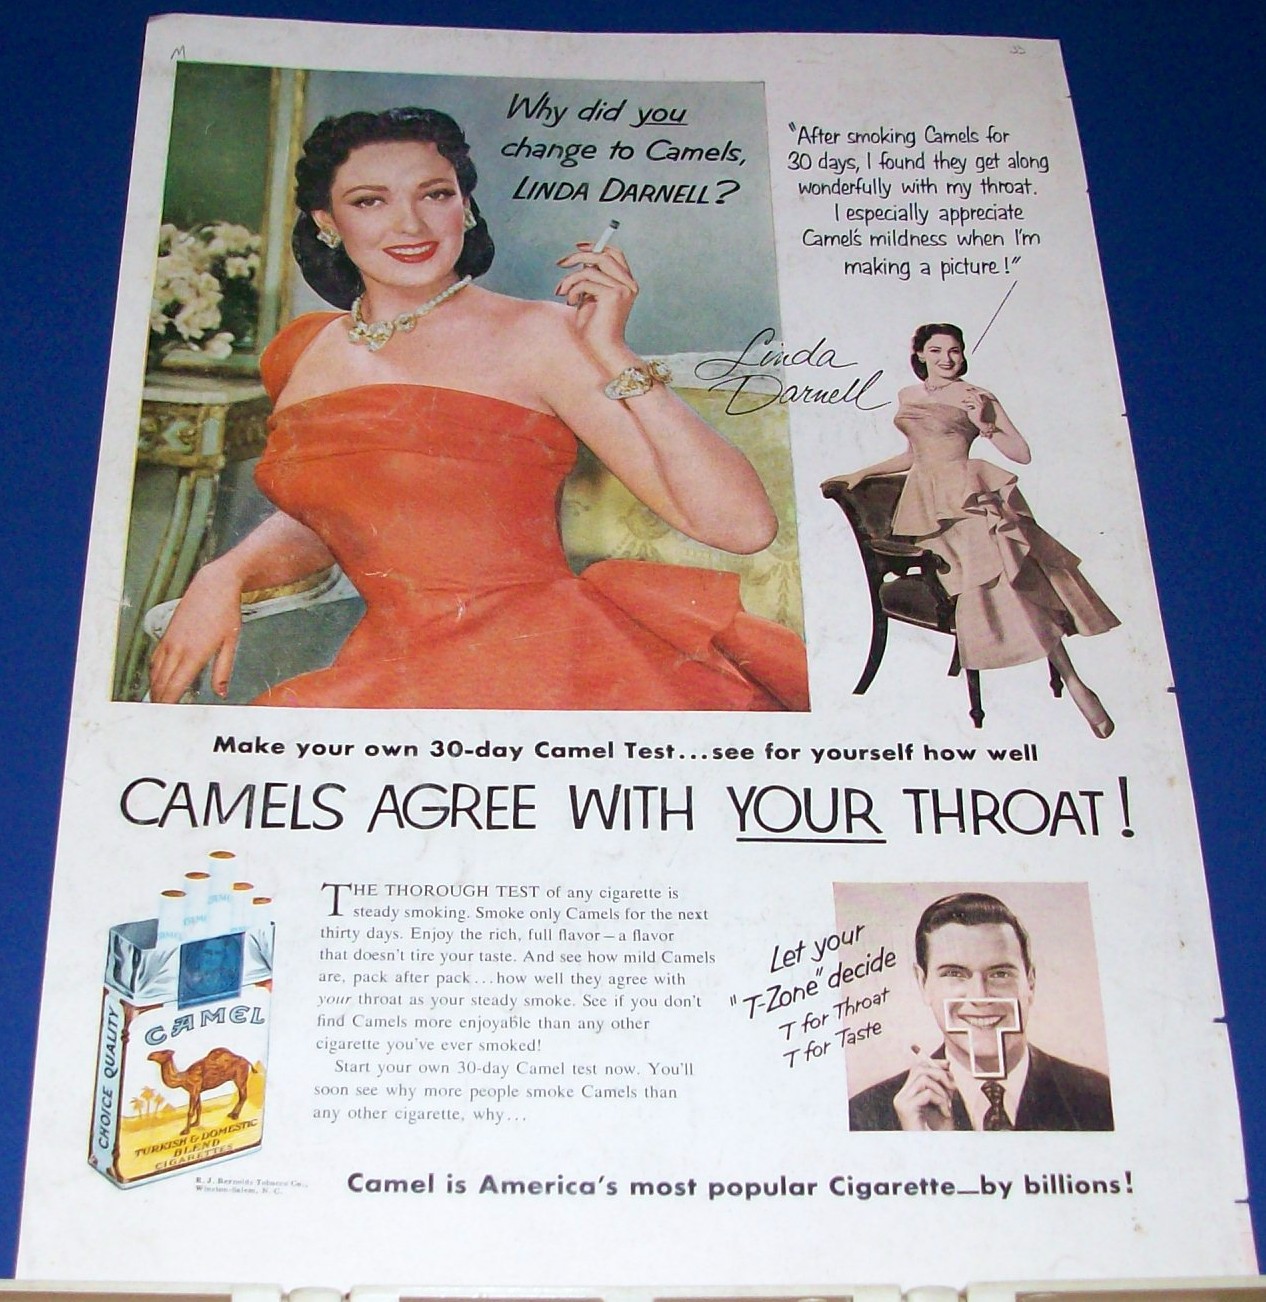 M
Why did you
change to Camels,
LINDA DARNELL?
"After smoking Camels for
30 days, I found they get along
wonderfully with my throat.
I especially appreciate
Camel's mildness when I'm
making a picture!"
Linda
Darnell
Make your own 30-day Camel Test...see for yourself how well
CAMELS AGREE WITH YOUR THROAT!
THE THOROUGH TEST of any cigarette is
steady smoking. Smoke only Camels for the next
thirty days. Enjoy the rich, full flavor—a flavor
that doesn't tire your taste. And see how mild Camels
are, pack after pack...how well they agree with
your throat as your steady smoke. See if you don't
find Camels more enjoyable than any other
cigarette you've ever smoked!
Start your own 30-day Camel test now. You'll
soon see why more people smoke Camels than
any other cigarette, why...
Let your
"T-Zone" decide
T for Throat
T for Taste
T
CAMEL
CHOICE QUALITY
TURKISH & DOMESTIC
BLEND
CIGARETTES
R. J. Reynolds Tobacco Co.,
Winston-Salem, N. C.
Camel is America's most popular Cigarette—by billions!